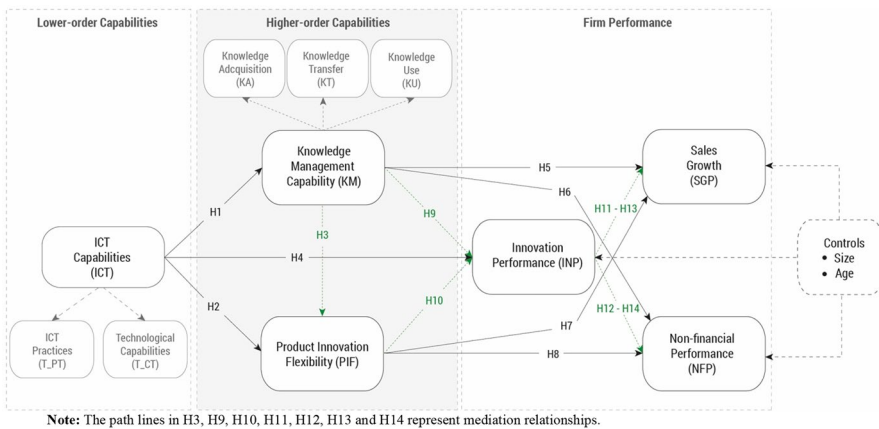 Lower-order Capabilities
Higher-order Capabilities
Firm Performance
Knowledge
Adcquisition
(KA)
Knowledge
Transfer
(KT)
Knowledge
Use
(KU)
Knowledge
Management
Capability (KM)
Sales
Growth
(SGP)
H5
H6
H1
H9
H11 - H13
H3
ICT
Capabilities
(ICT)
H4
Innovation
Performance (INP)
Controls
• Size
• Age
H10
H2
H12 - H14
H7
ICT
Practices
(T_PT)
Technological
Capabilities
(T_CT)
Product Innovation
Flexibility (PIF)
H8
Non-financial
Performance
(NFP)
Note: The path lines in H3, H9, H10, H11, H12, H13 and H14 represent mediation relationships.